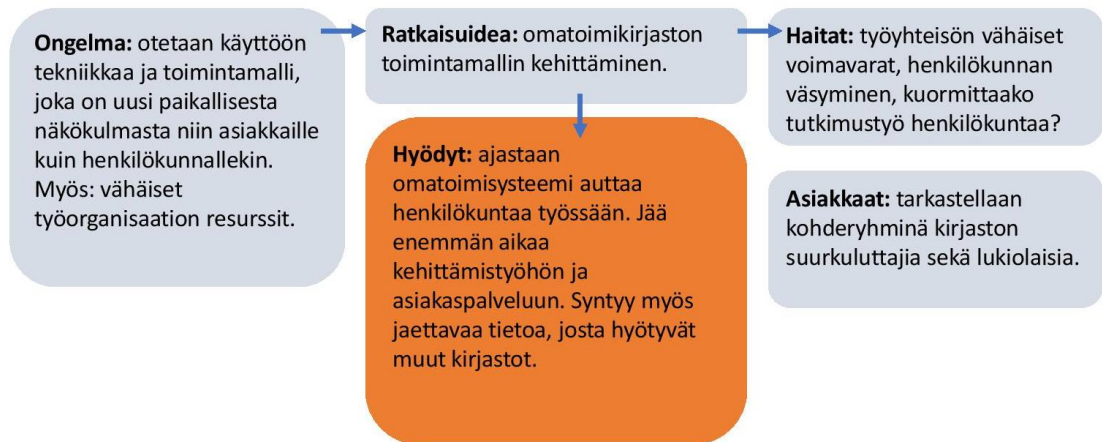 Ongelma: otetaan käyttöön
tekniikkaa ja toimintamalli,
joka on uusi paikallisesta
näkökulmasta niin asiakkaille
kuin henkilökunnallekin.
Myös: vähäiset
työorganisaation resurssit.
Ratkaisuidea: omatoimikirjaston
toimintamallin kehittäminen.
Hyödyt: ajastaan
omatoimisysteemi auttaa
henkilökuntaa työssään. Jää
enemmän aikaa
kehittämistyöhön ja
asiakaspalveluun. Syntyy myös
jaettavaa tietoa, josta hyötyvät
muut kirjastot.
Haitat: työyhteisön vähäiset
voimavarat, henkilökunnan
väsyminen, kuormittaako
tutkimustyö henkilökuntaa?
Asiakkaat: tarkastellaan
kohderyhminä kirjaston
suurkuluttajia sekä lukiolaisia.